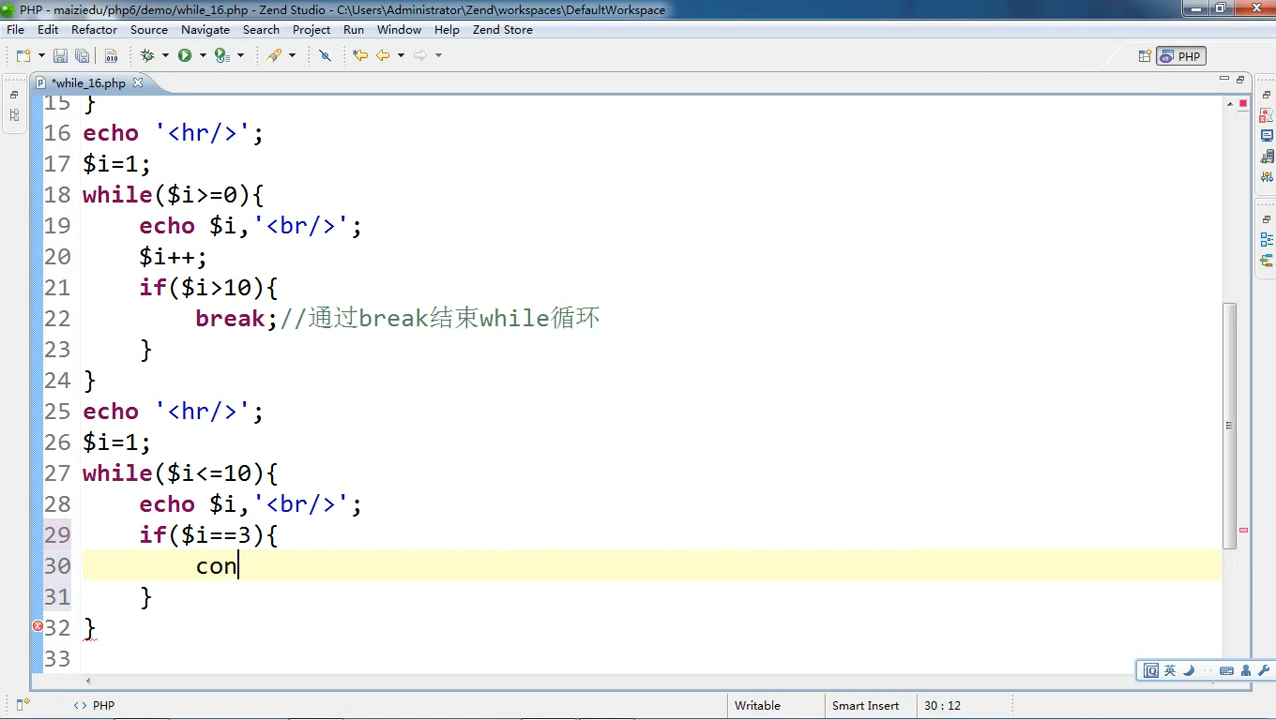 PHP - maiziedu/php6/demo/while_16.php - Zend Studio - C:\Users\Administrator\Zend\workspaces\DefaultWorkspace
File Edit Refactor Source Navigate Search Project Run Window Help Zend Store
PHP
*while_16.php
15 }
16 echo '<hr/>';
17 $i=1;
18 while($i>=0){
19     echo $i,'<br/>';
20     $i++;
21     if($i>10){
22         break;//通过break结束while循环
23     }
24 }
25 echo '<hr/>';
26 $i=1;
27 while($i<=10){
28     echo $i,'<br/>';
29     if($i==3){
30         con
31     }
32 }
33
英
<> PHP Writable Smart Insert 30 : 12